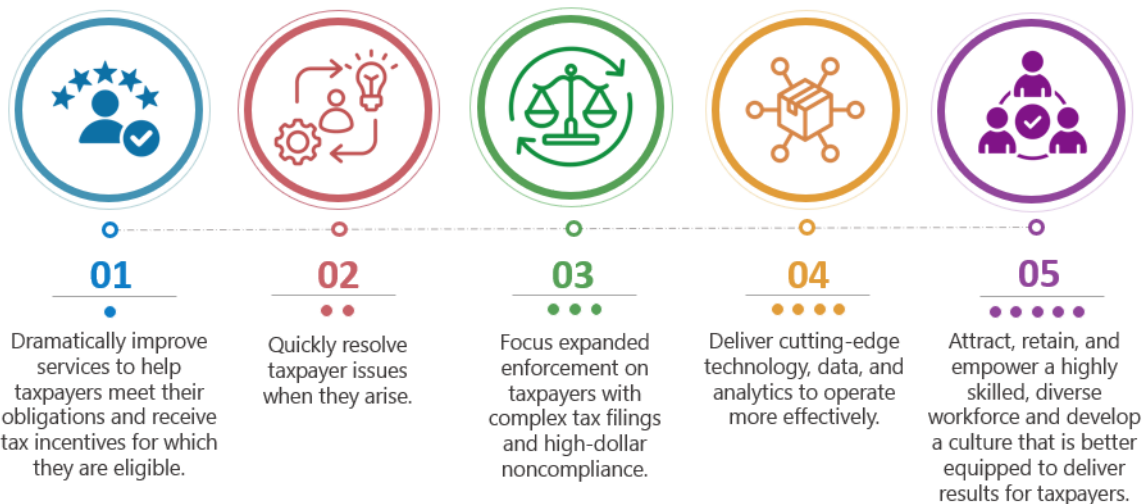 01
Dramatically improve
services to help
taxpayers meet their
obligations and receive
tax incentives for which
they are eligible.
02
Quickly resolve
taxpayer issues
when they arise.
03
Focus expanded
enforcement on
taxpayers with
complex tax filings
and high-dollar
noncompliance.
04
Deliver cutting-edge
technology, data, and
analytics to operate
more effectively.
05
Attract, retain, and
empower a highly
skilled, diverse
workforce and develop
a culture that is better
equipped to deliver
results for taxpayers.